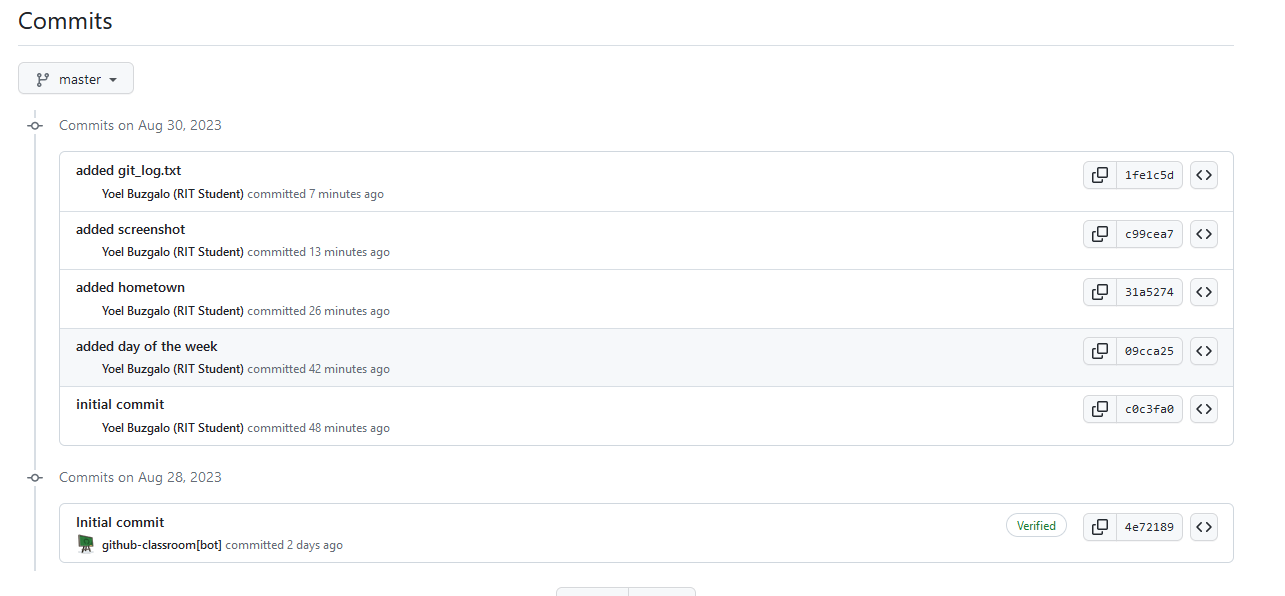 Commits
master
Commits on Aug 30, 2023
added git_log.txt
1fe1c5d
Yoel Buzgalo (RIT Student) committed 7 minutes ago
added screenshot
c99cea7
Yoel Buzgalo (RIT Student) committed 13 minutes ago
added hometown
31a5274
Yoel Buzgalo (RIT Student) committed 26 minutes ago
added day of the week
09cca25
Yoel Buzgalo (RIT Student) committed 42 minutes ago
initial commit
c0c3fa0
Yoel Buzgalo (RIT Student) committed 48 minutes ago
Commits on Aug 28, 2023
Initial commit
Verified
4e72189
github-classroom[bot] committed 2 days ago